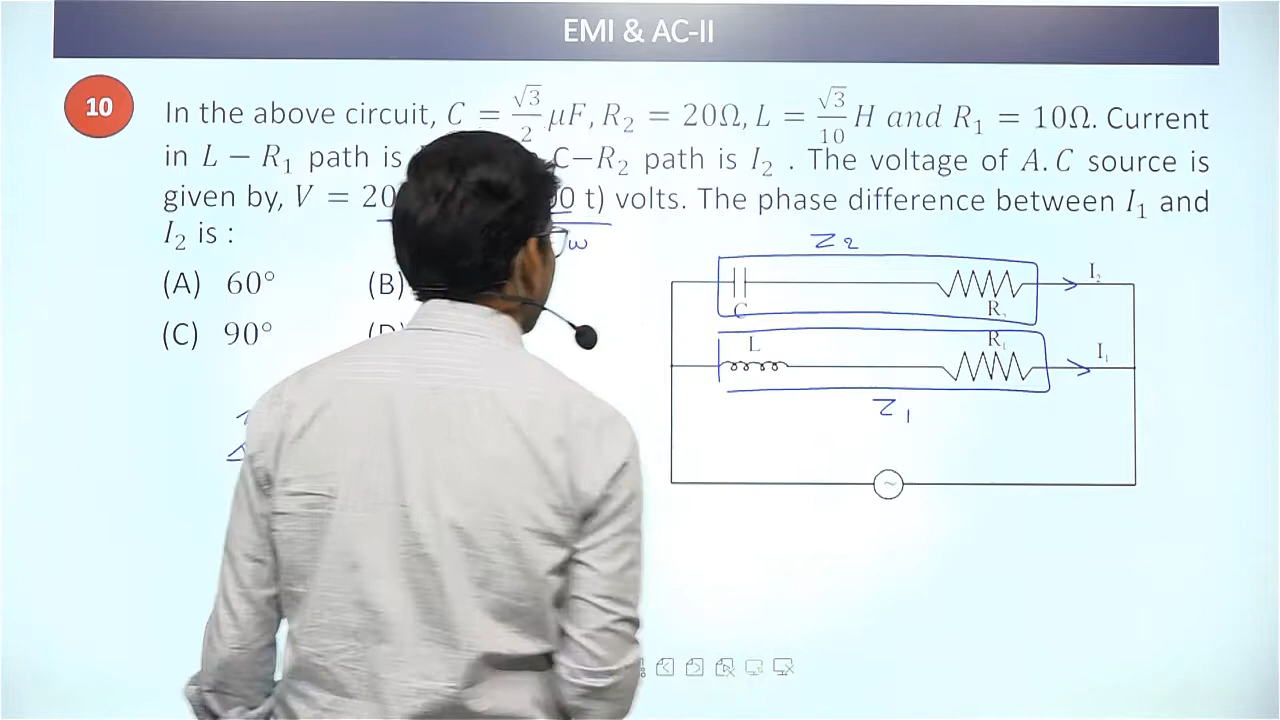 EMI & AC-II
10
In the above circuit, C = √3/2 μF, R₂ = 20Ω, L = √3/10 H and R₁ = 10Ω. Current
in L − R₁ path is C−R₂ path is I₂ . The voltage of A.C source is
given by, V = 20 0 t) volts. The phase difference between I₁ and
I₂ is :
ω
Z₂
(A) 60° (B)
(C) 90°
C
R₂
I₂
L
R₁
I₁
Z₁
~